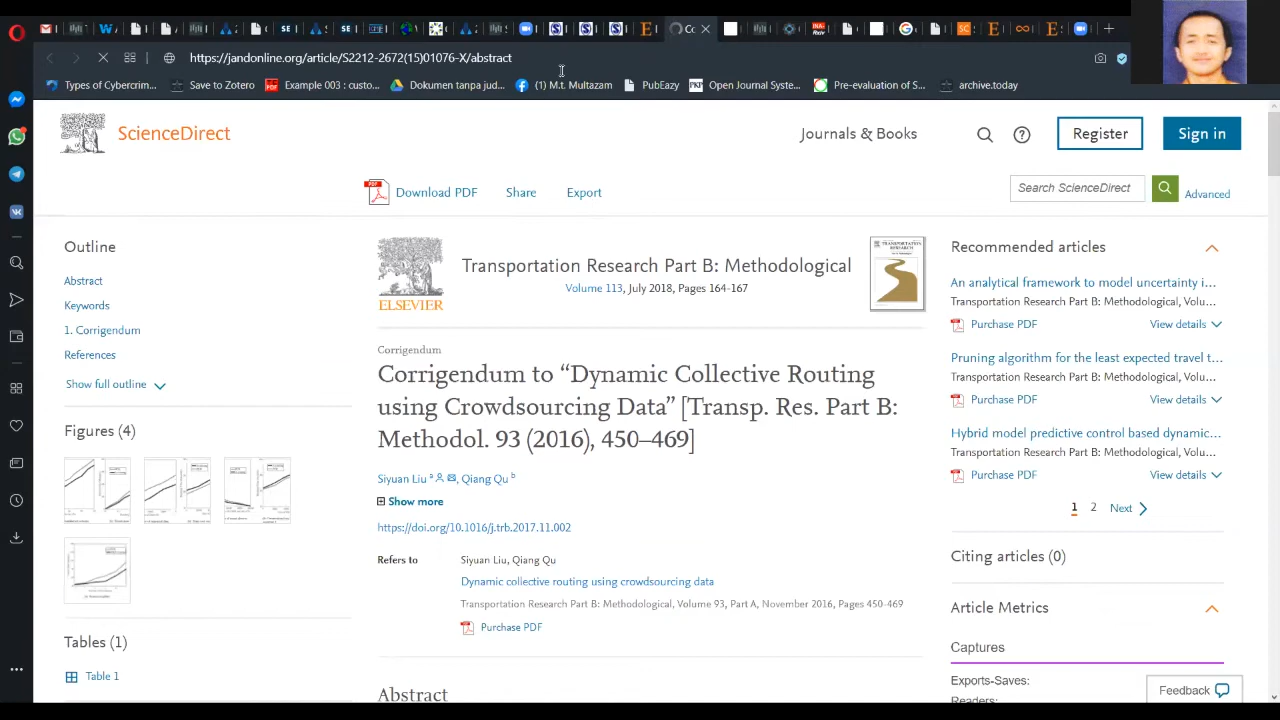 https://jandonline.org/article/S2212-2672(15)01076-X/abstract
Types of Cybercrim... Save to Zotero Example 003 : custo... Dokumen tanpa jud... (1) M.t. Multazam PubEazy Open Journal Syste... Pre-evaluation of S... archive.today
ScienceDirect
Journals & Books
Register
Sign in
Download PDF Share Export
Search ScienceDirect
Advanced
Outline
Abstract
Keywords
1. Corrigendum
References
Show full outline
Figures (4)
Tables (1)
Table 1
ELSEVIER
Transportation Research Part B: Methodological
Volume 113, July 2018, Pages 164-167
Corrigendum
Corrigendum to “Dynamic Collective Routing
using Crowdsourcing Data” [Transp. Res. Part B:
Methodol. 93 (2016), 450–469]
Siyuan Liu a, Qiang Qu b
Show more
https://doi.org/10.1016/j.trb.2017.11.002
Refers to
Siyuan Liu, Qiang Qu
Dynamic collective routing using crowdsourcing data
Transportation Research Part B: Methodological, Volume 93, Part A, November 2016, Pages 450-469
Purchase PDF
Abstract
Recommended articles
An analytical framework to model uncertainty i...
Transportation Research Part B: Methodological, Volu...
Purchase PDF View details
Pruning algorithm for the least expected travel t...
Transportation Research Part B: Methodological, Volu...
Purchase PDF View details
Hybrid model predictive control based dynamic...
Transportation Research Part B: Methodological, Volu...
Purchase PDF View details
1 2 Next
Citing articles (0)
Article Metrics
Captures
Exports-Saves:
Readers:
Feedback